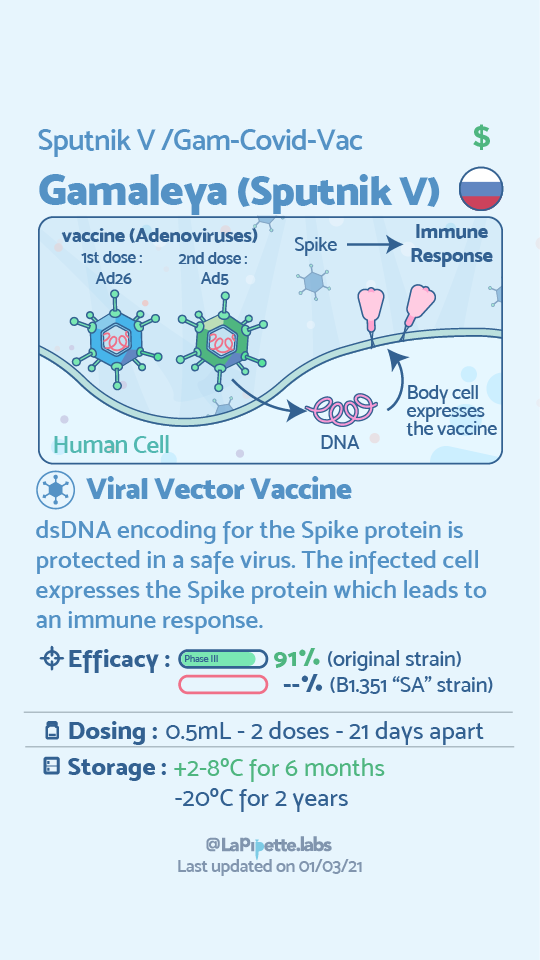 Sputnik V /Gam-Covid-Vac
$
Gamaleya (Sputnik V)
vaccine (Adenoviruses)
1st dose :
Ad26
2nd dose :
Ad5
Spike
Immune
Response
Body cell
expresses
the vaccine
DNA
Human Cell
Viral Vector Vaccine
dsDNA encoding for the Spike protein is
protected in a safe virus. The infected cell
expresses the Spike protein which leads to
an immune response.
Efficacy : Phase III 91% (original strain)
--% (B1.351 “SA” strain)
Dosing : 0.5mL - 2 doses - 21 days apart
Storage : +2-8ºC for 6 months
-20ºC for 2 years
@LaPipette.labs
Last updated on 01/03/21